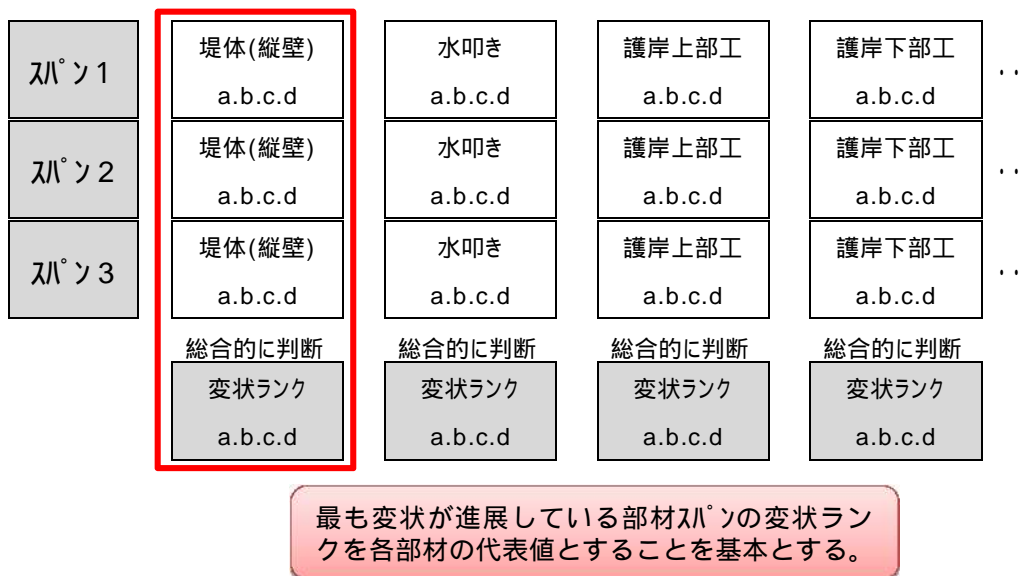 堤体(縦壁) 水叩き 護岸上部工 護岸下部工
ｽﾊﾟﾝ1 ・・
a.b.c.d a.b.c.d a.b.c.d a.b.c.d
堤体(縦壁) 水叩き 護岸上部工 護岸下部工
ｽﾊﾟﾝ2 ・・
a.b.c.d a.b.c.d a.b.c.d a.b.c.d
堤体(縦壁) 水叩き 護岸上部工 護岸下部工
ｽﾊﾟﾝ3 ・・
a.b.c.d a.b.c.d a.b.c.d a.b.c.d
総合的に判断 総合的に判断 総合的に判断 総合的に判断
変状ﾗﾝｸ 変状ﾗﾝｸ 変状ﾗﾝｸ 変状ﾗﾝｸ
a.b.c.d a.b.c.d a.b.c.d a.b.c.d
最も変状が進展している部材ｽﾊﾟﾝの変状ラン
クを各部材の代表値とすることを基本とする。